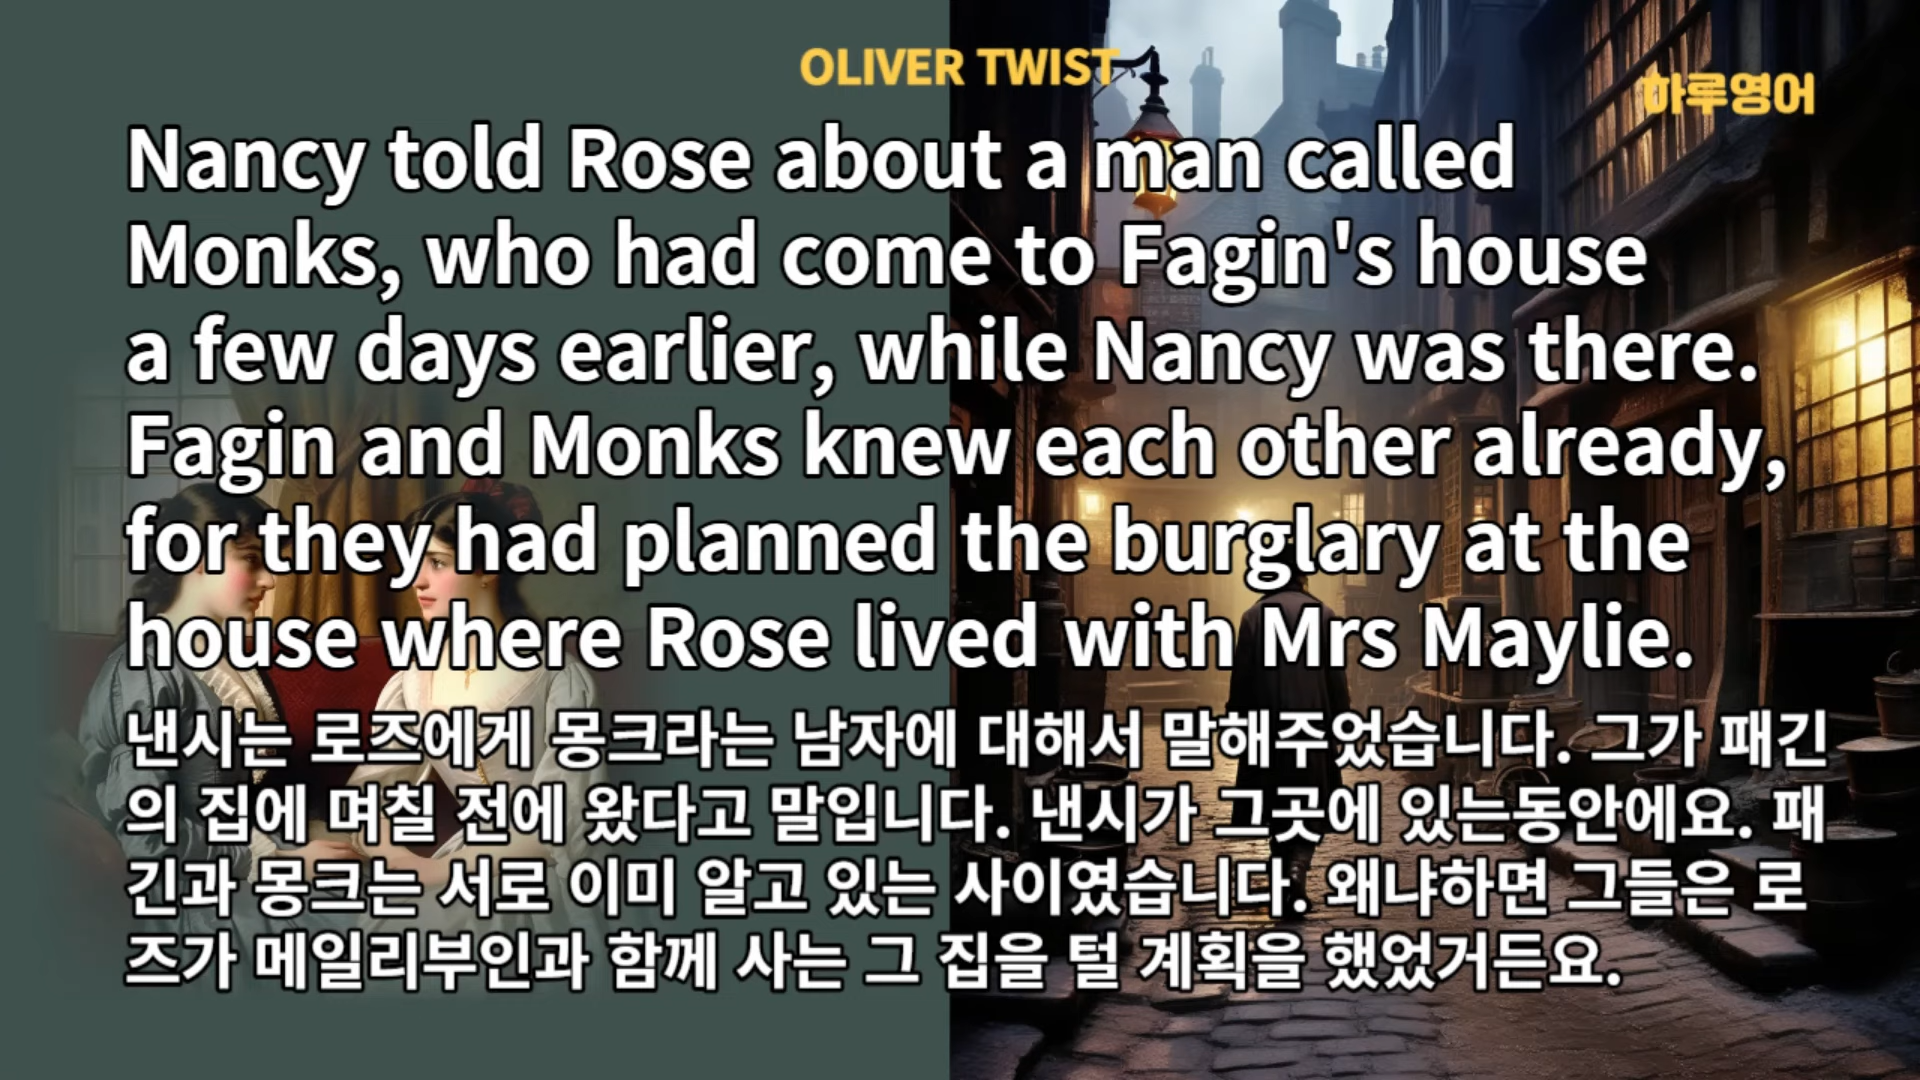 OLIVER TWIST
하루영어
Nancy told Rose about a man called
Monks, who had come to Fagin's house
a few days earlier, while Nancy was there.
Fagin and Monks knew each other already,
for they had planned the burglary at the
house where Rose lived with Mrs Maylie.
낸시는 로즈에게 몽크라는 남자에 대해서 말해주었습니다. 그가 패긴
의 집에 며칠 전에 왔다고 말입니다. 낸시가 그곳에 있는동안에요. 패
긴과 몽크는 서로 이미 알고 있는 사이였습니다. 왜냐하면 그들은 로
즈가 메일리부인과 함께 사는 그 집을 털 계획을 했었거든요.